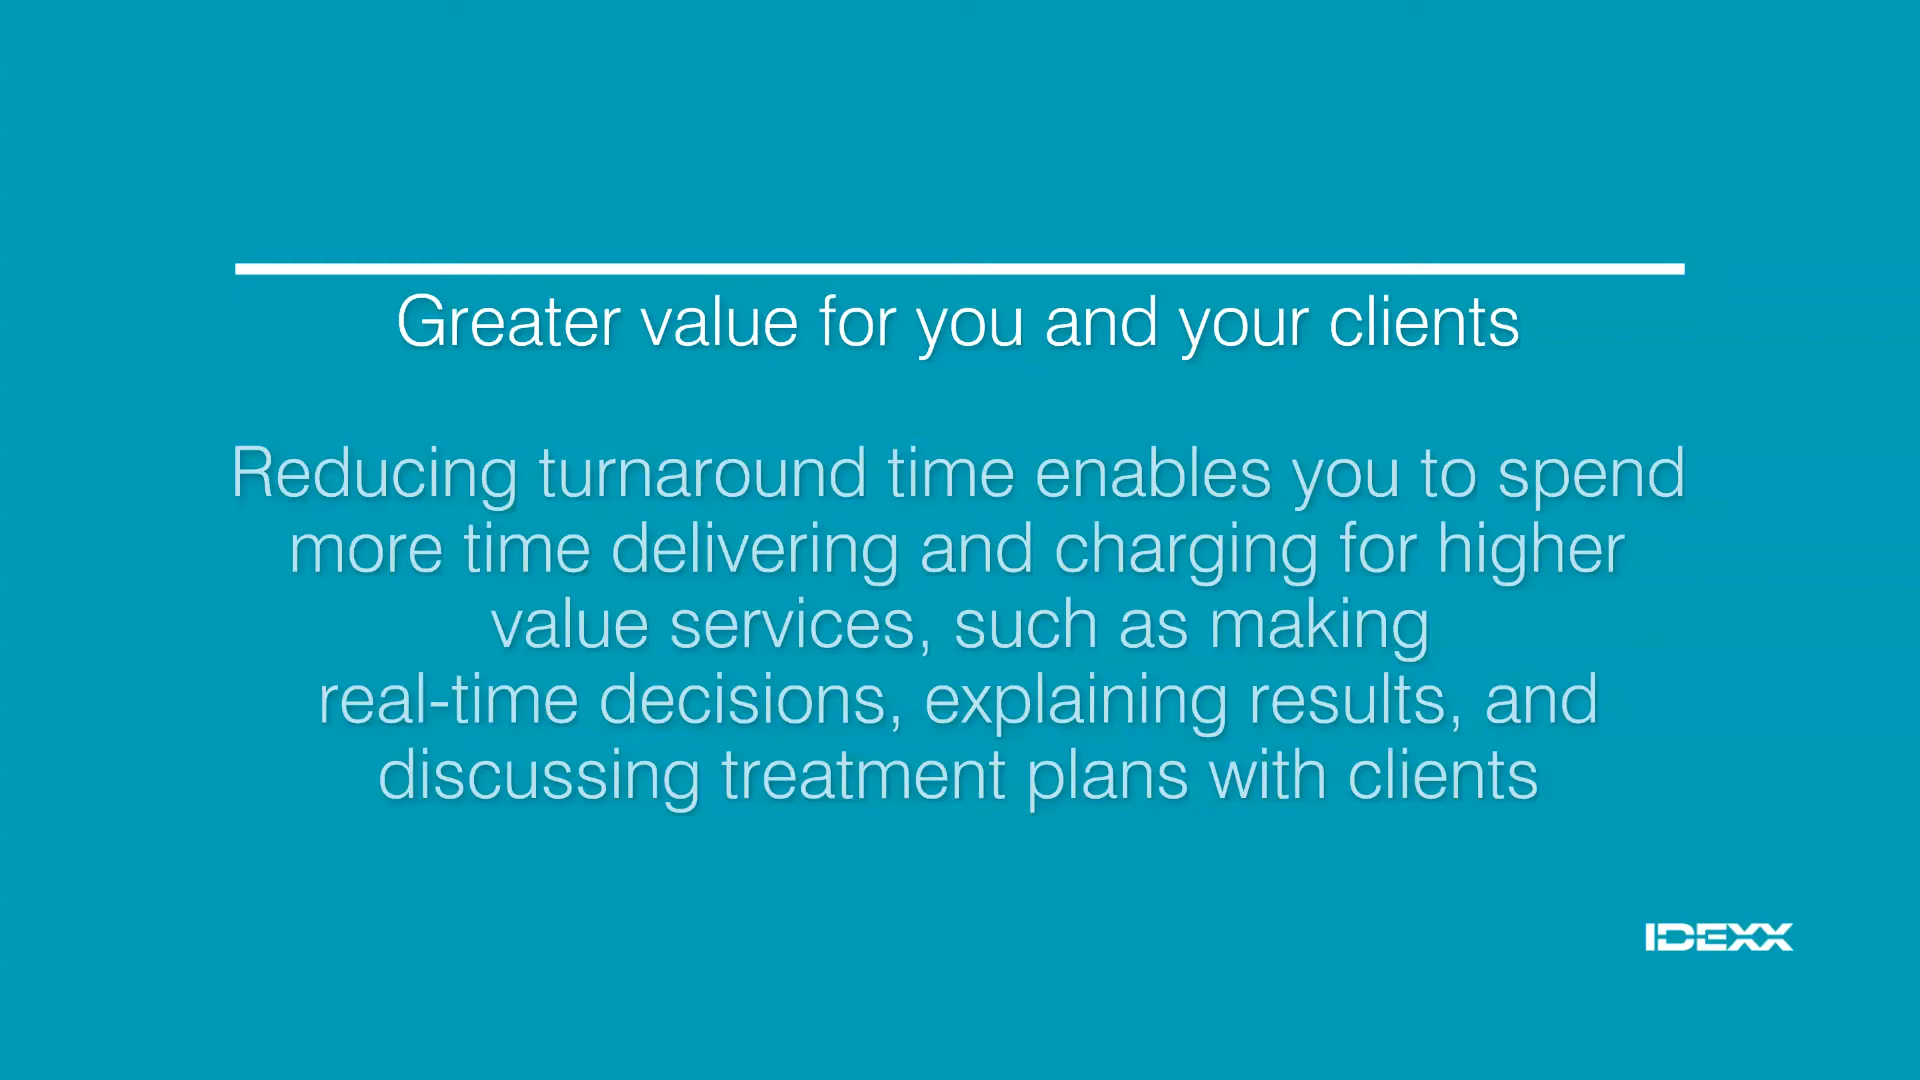 Greater value for you and your clients
Reducing turnaround time enables you to spend
more time delivering and charging for higher
value services, such as making
real-time decisions, explaining results, and
discussing treatment plans with clients
IDEXX